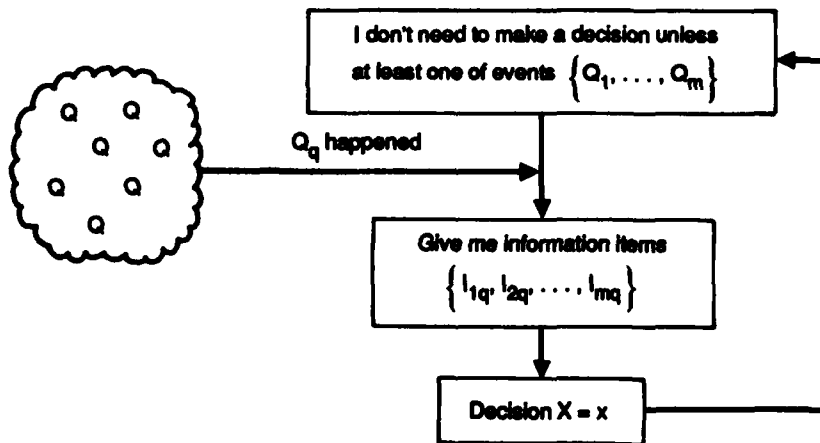 I don't need to make a decision unless
at least one of events {Q₁, . . . , Qₘ}
Q Q
Q Q
Q Q
Q
Q_q happened
Give me information items
{I₁q, I₂q, . . . , Iₘq}
Decision X = x